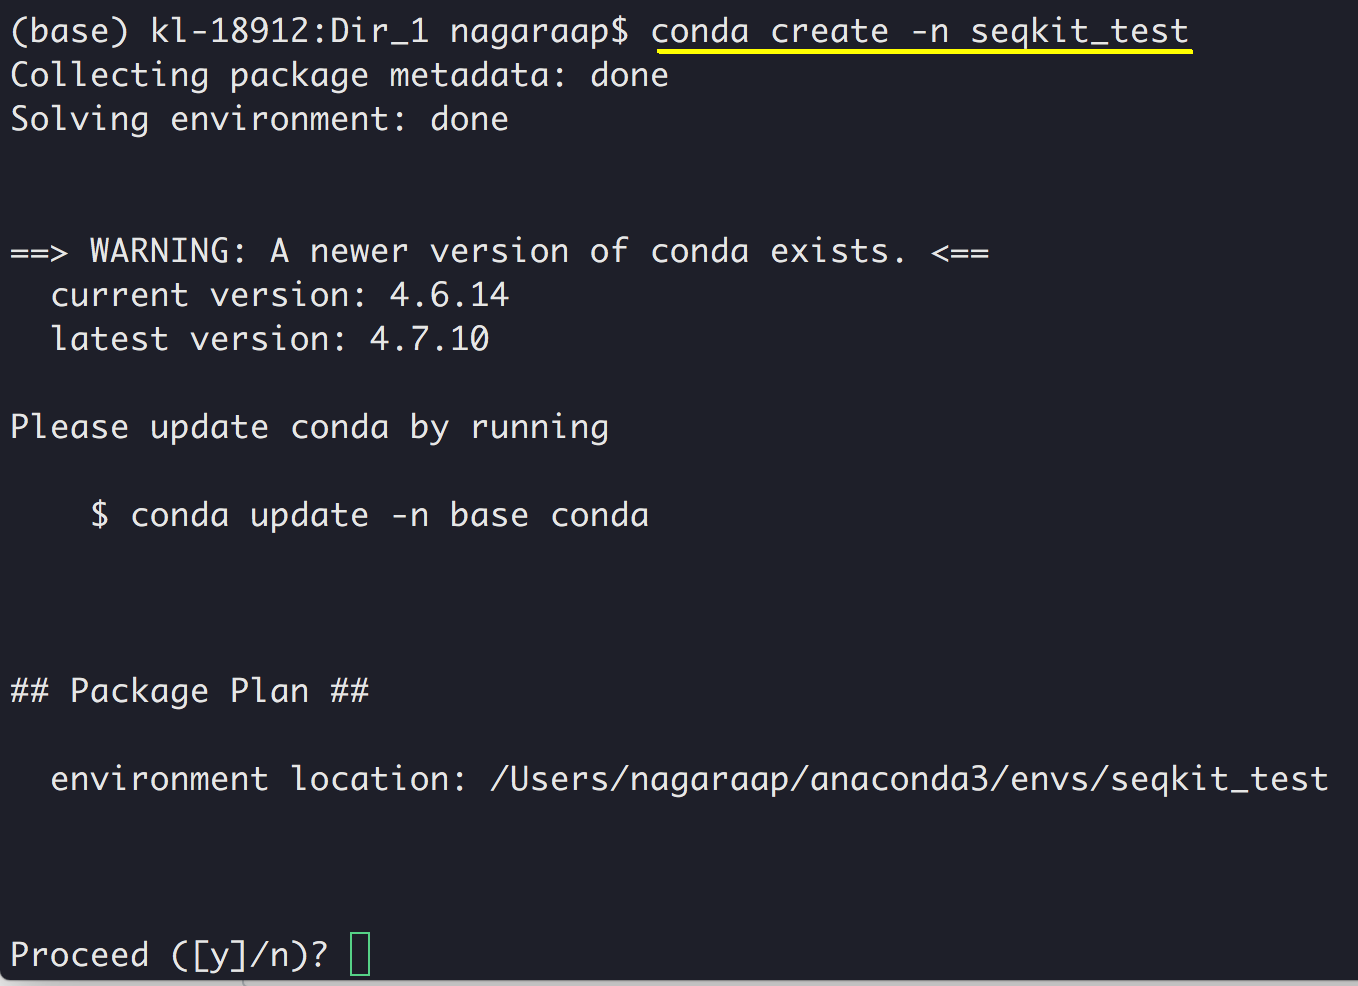 (base) kl-18912:Dir_1 nagaraap$ conda create -n seqkit_test
Collecting package metadata: done
Solving environment: done
==> WARNING: A newer version of conda exists. <==
current version: 4.6.14
latest version: 4.7.10
Please update conda by running
$ conda update -n base conda
## Package Plan ##
environment location: /Users/nagaraap/anaconda3/envs/seqkit_test
Proceed ([y]/n)?